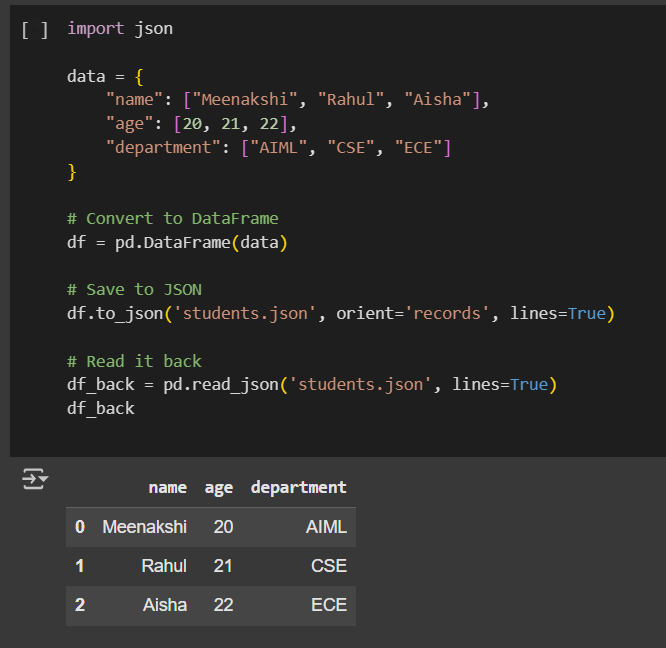 [ ] import json
data = {
    "name": ["Meenakshi", "Rahul", "Aisha"],
    "age": [20, 21, 22],
    "department": ["AIML", "CSE", "ECE"]
}
# Convert to DataFrame
df = pd.DataFrame(data)
# Save to JSON
df.to_json('students.json', orient='records', lines=True)
# Read it back
df_back = pd.read_json('students.json', lines=True)
df_back
name age department
0 Meenakshi 20 AIML
1 Rahul 21 CSE
2 Aisha 22 ECE